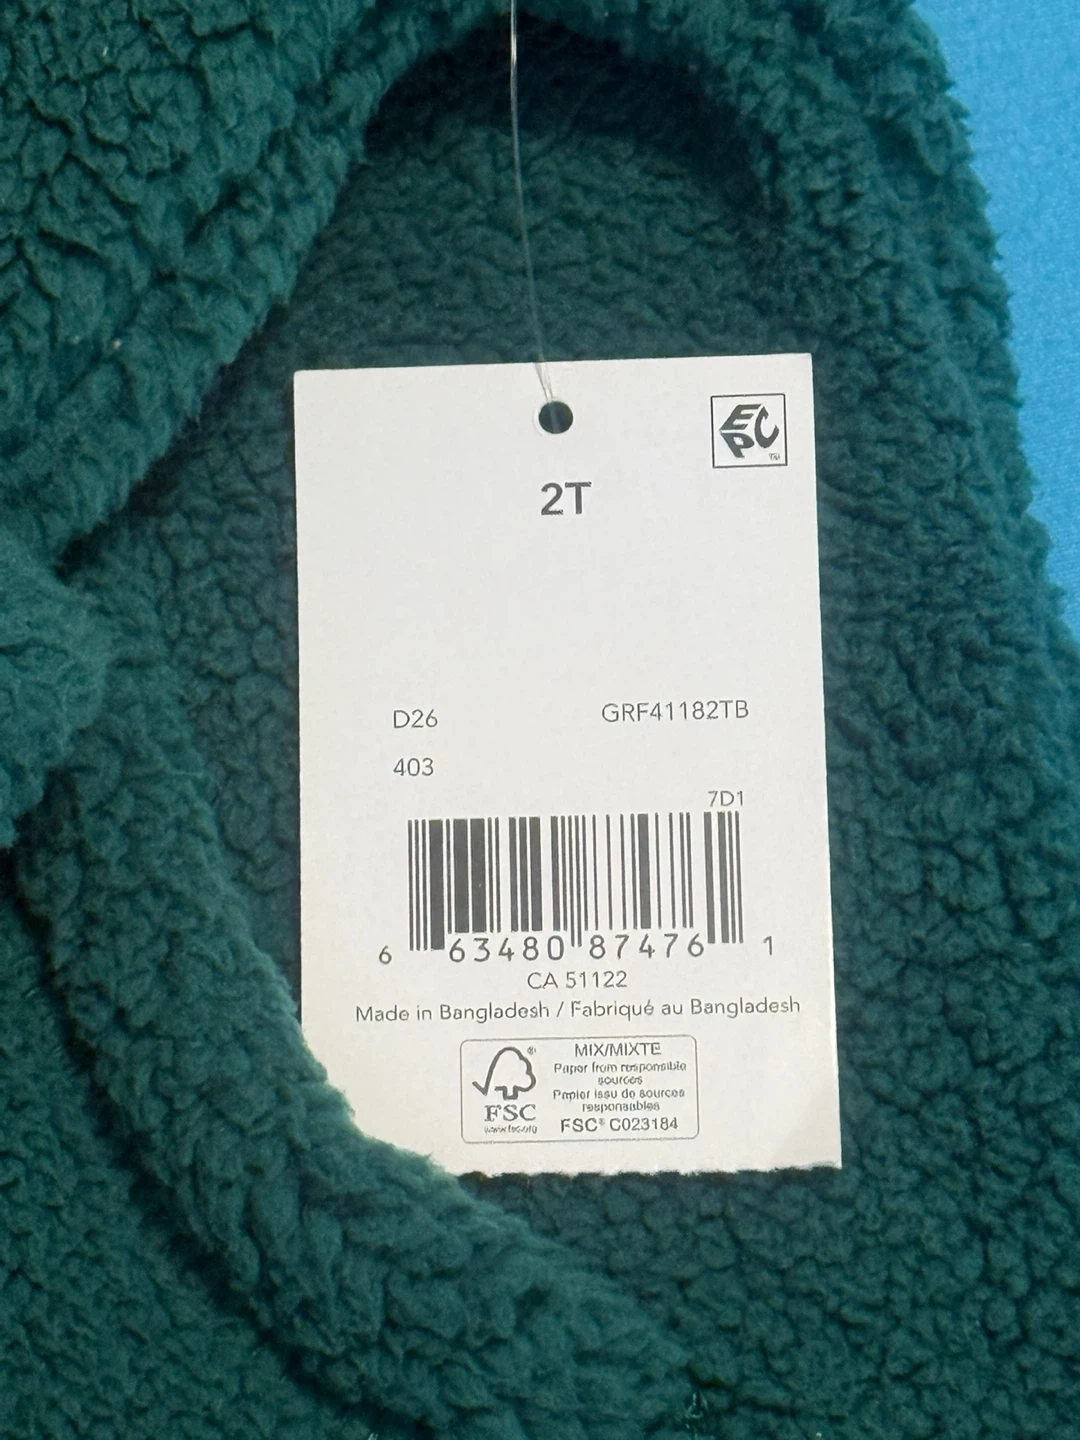 EPC™
2T
D26 GRF41182TB
403
7D1
6 63480 87476 1
CA 51122
Made in Bangladesh / Fabriqué au Bangladesh
MIX/MIXTE
Paper from responsible
sources
Papier issu de sources
responsables
FSC® C023184
®
FSC
www.fsc.org